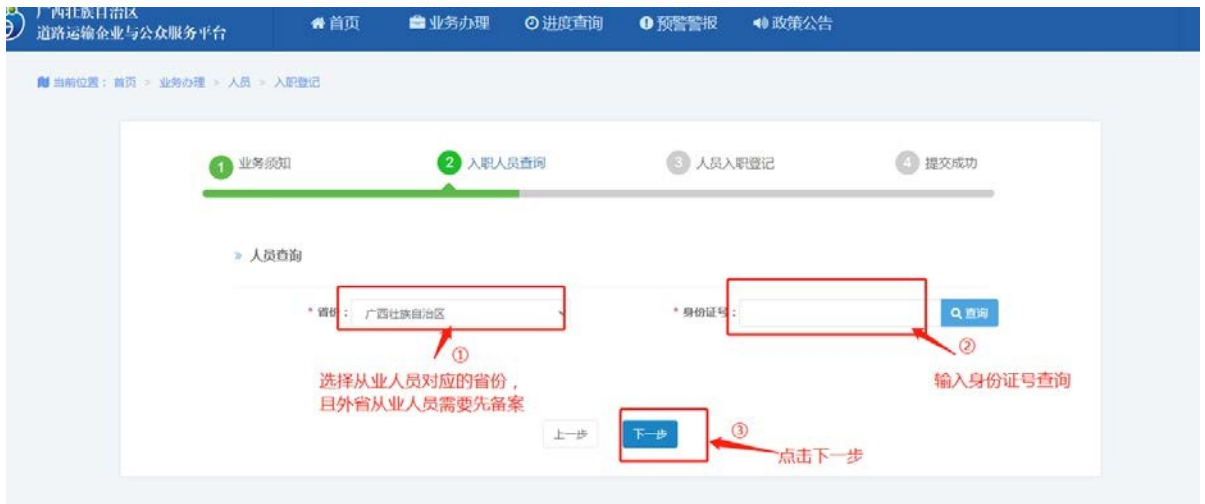 广西壮族自治区
道路运输企业与公众服务平台
首页 业务办理 进度查询 预警警报 政策公告
当前位置：首页 > 业务办理 > 人员 > 入职登记
1 业务须知 2 入职人员查询 3 人员入职登记 4 提交成功
» 人员查询
* 省份： 广西壮族自治区 * 身份证号： 查询
① ②
选择从业人员对应的省份， 输入身份证号查询
且外省从业人员需要先备案
上一步 下一步 ③
点击下一步